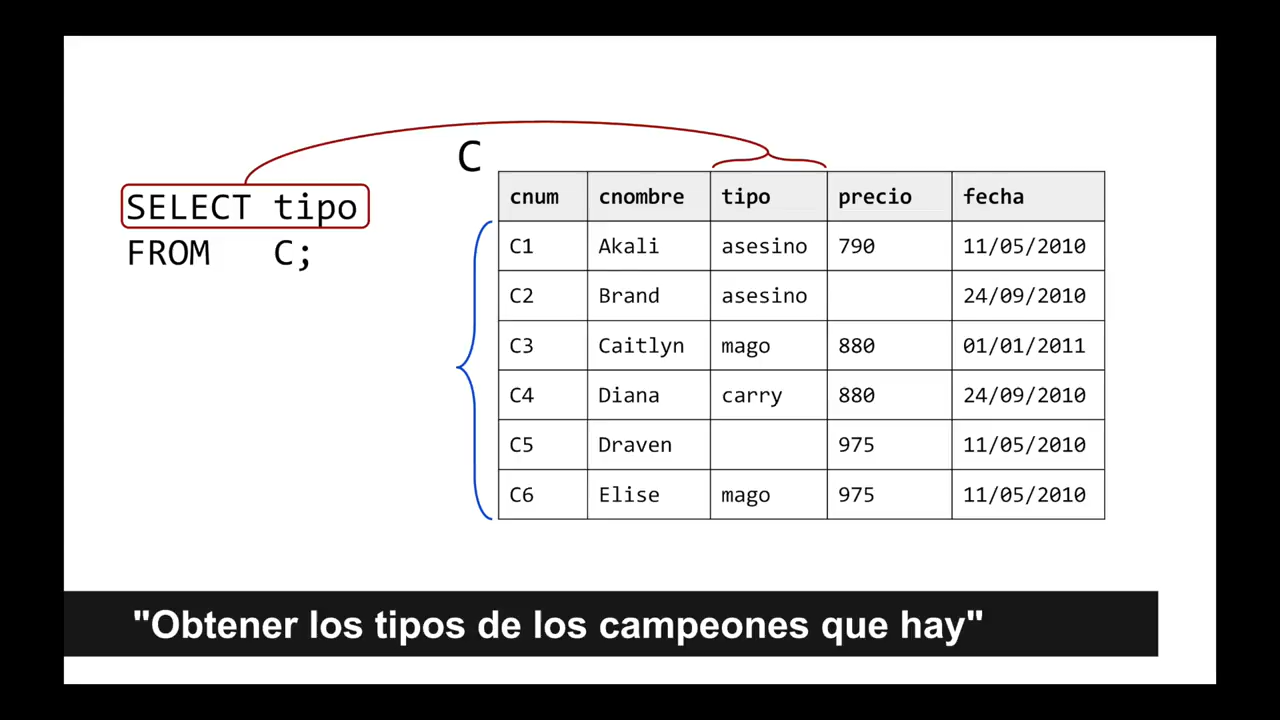 SELECT tipo
FROM C;
C
cnum cnombre tipo precio fecha
C1 Akali asesino 790 11/05/2010
C2 Brand asesino 24/09/2010
C3 Caitlyn mago 880 01/01/2011
C4 Diana carry 880 24/09/2010
C5 Draven 975 11/05/2010
C6 Elise mago 975 11/05/2010
"Obtener los tipos de los campeones que hay"